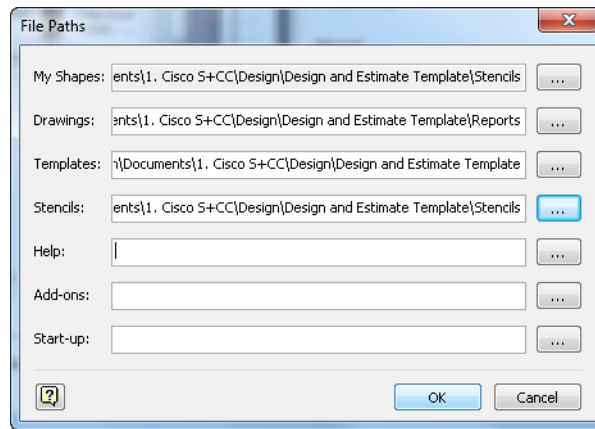 File Paths
My Shapes: ents\1. Cisco S+CC\Design\Design and Estimate Template\Stencils ...
Drawings: ents\1. Cisco S+CC\Design\Design and Estimate Template\Reports ...
Templates: \Documents\1. Cisco S+CC\Design\Design and Estimate Template ...
Stencils: ents\1. Cisco S+CC\Design\Design and Estimate Template\Stencils ...
Help: ...
Add-ons: ...
Start-up: ...
? OK Cancel